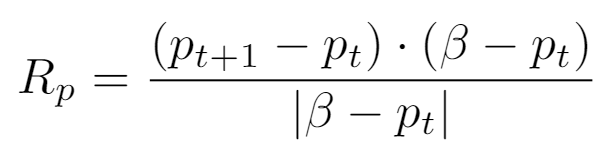 R_p = \frac{(p_{t+1} - p_t) \cdot (\beta - p_t)}{|\beta - p_t|}